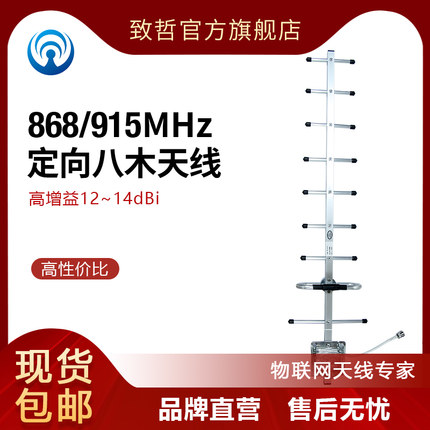 致哲官方旗舰店
868/915MHz
定向八木天线
高增益12~14dBi
高性价比
现货
包邮
物联网天线专家
品牌直营 售后无忧